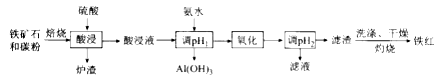 硫酸
氨水
铁矿石和碳粉
焙烧
酸浸
酸浸液
调pH₁
氧化
调pH₂
滤渣
洗涤、干燥
灼烧
铁红
炉渣
Al(OH)₃
滤液